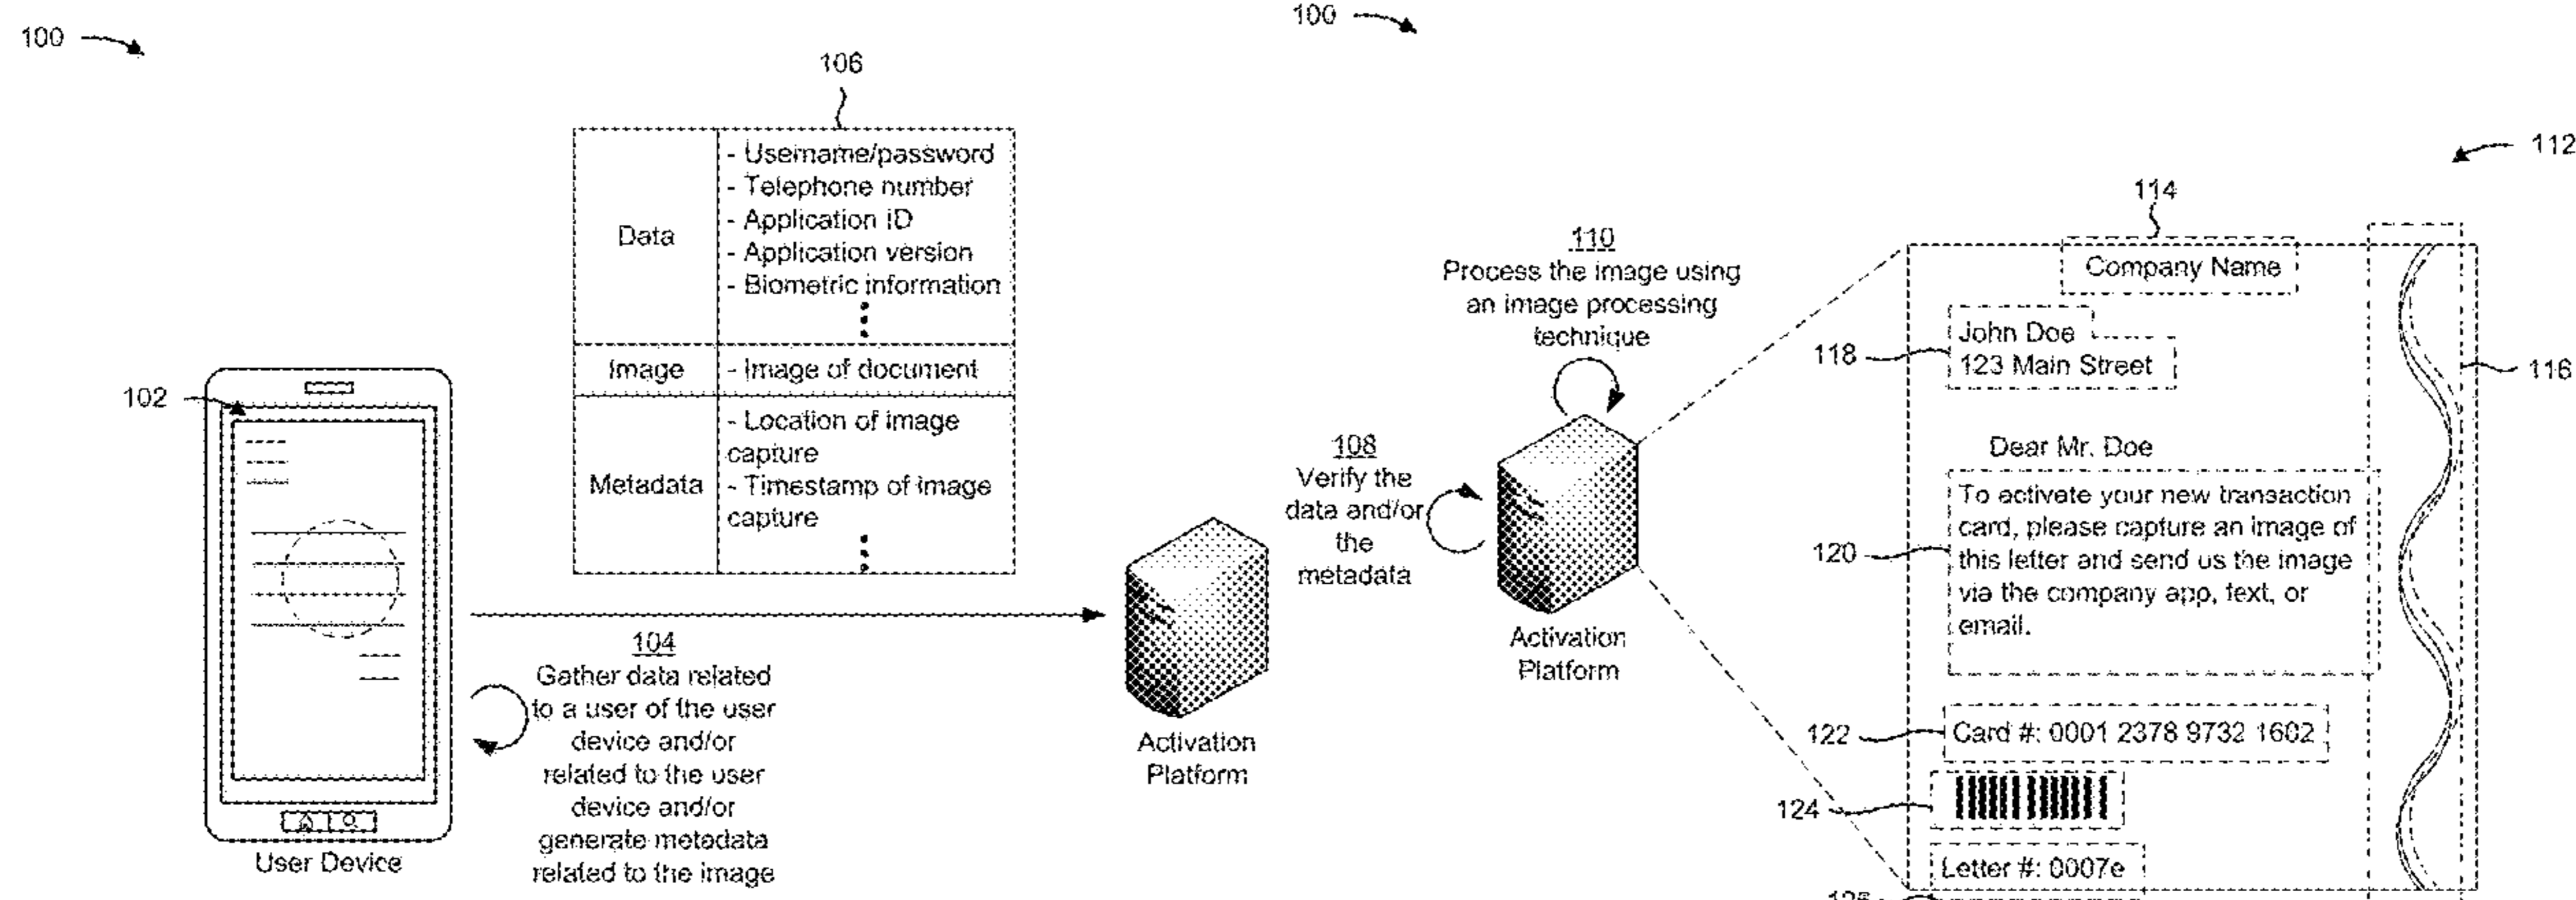 100
106
Data
- Username/password
- Telephone number
- Application ID
- Application version
- Biometric information
Image
- Image of document
Metadata
- Location of image
capture
- Timestamp of image
capture
102
User Device
104
Gather data related
to a user of the user
device and/or
related to the user
device and/or
generate metadata
related to the image
Activation
Platform
100
108
Verify the
data and/or
the
metadata
110
Process the image using
an image processing
technique
Activation
Platform
112
114
Company Name
116
118
John Doe
123 Main Street
Dear Mr. Doe
120
To activate your new transaction
card, please capture an image of
this letter and send us the image
via the company app, text, or
email.
122
Card #: 0001 2378 9732 1602
124
Letter #: 0007e